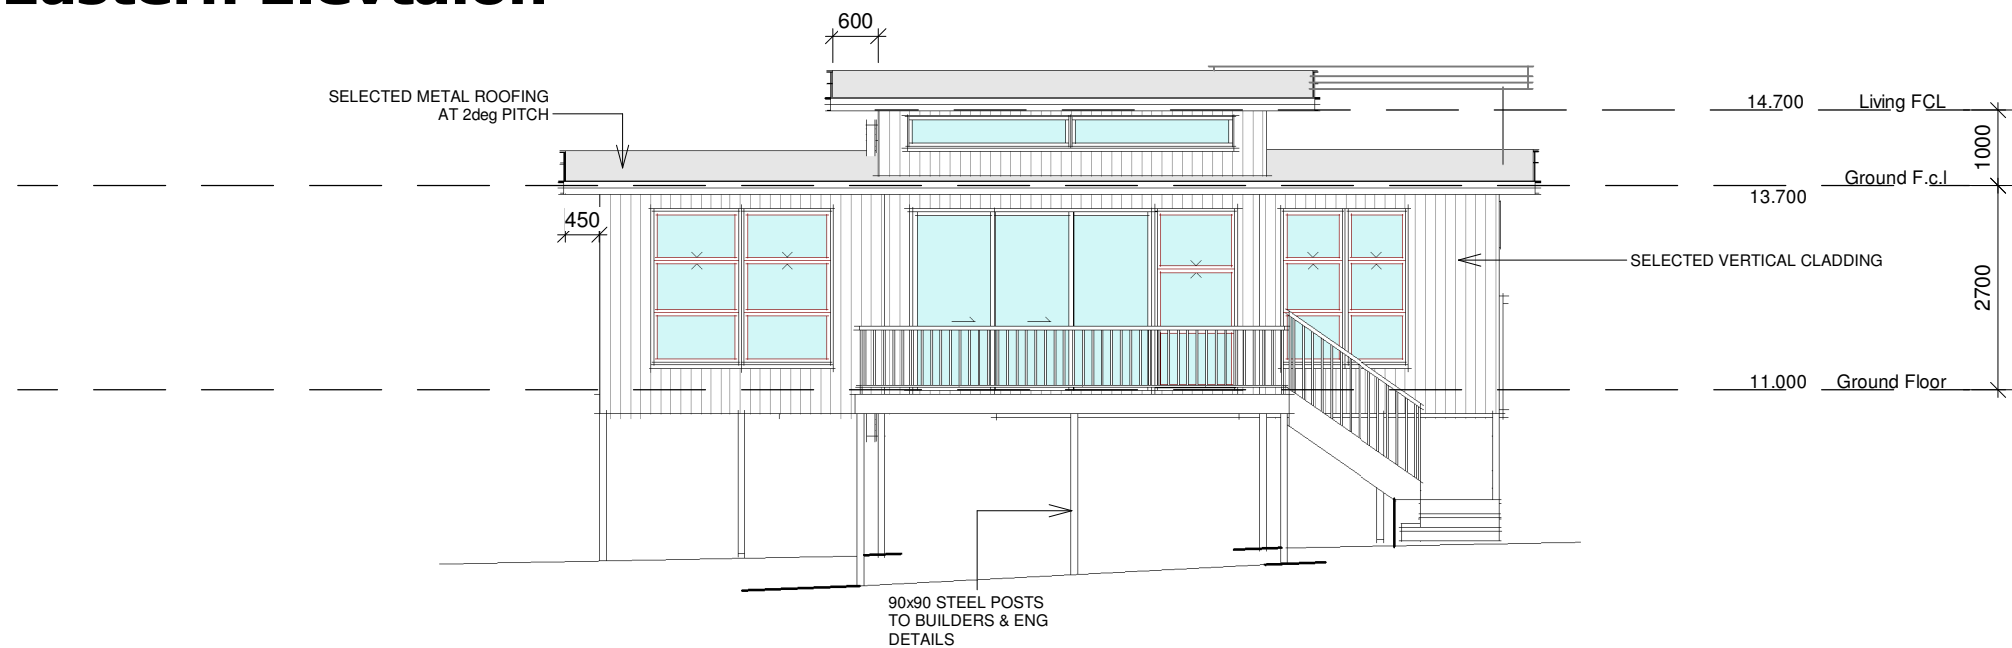 Eastern. Elevtaion
600
SELECTED METAL ROOFING
AT 2deg PITCH
14.700 Living FCL
1000
Ground F.c.l
13.700
450
SELECTED VERTICAL CLADDING
2700
11.000 Ground Floor
90x90 STEEL POSTS
TO BUILDERS & ENG
DETAILS